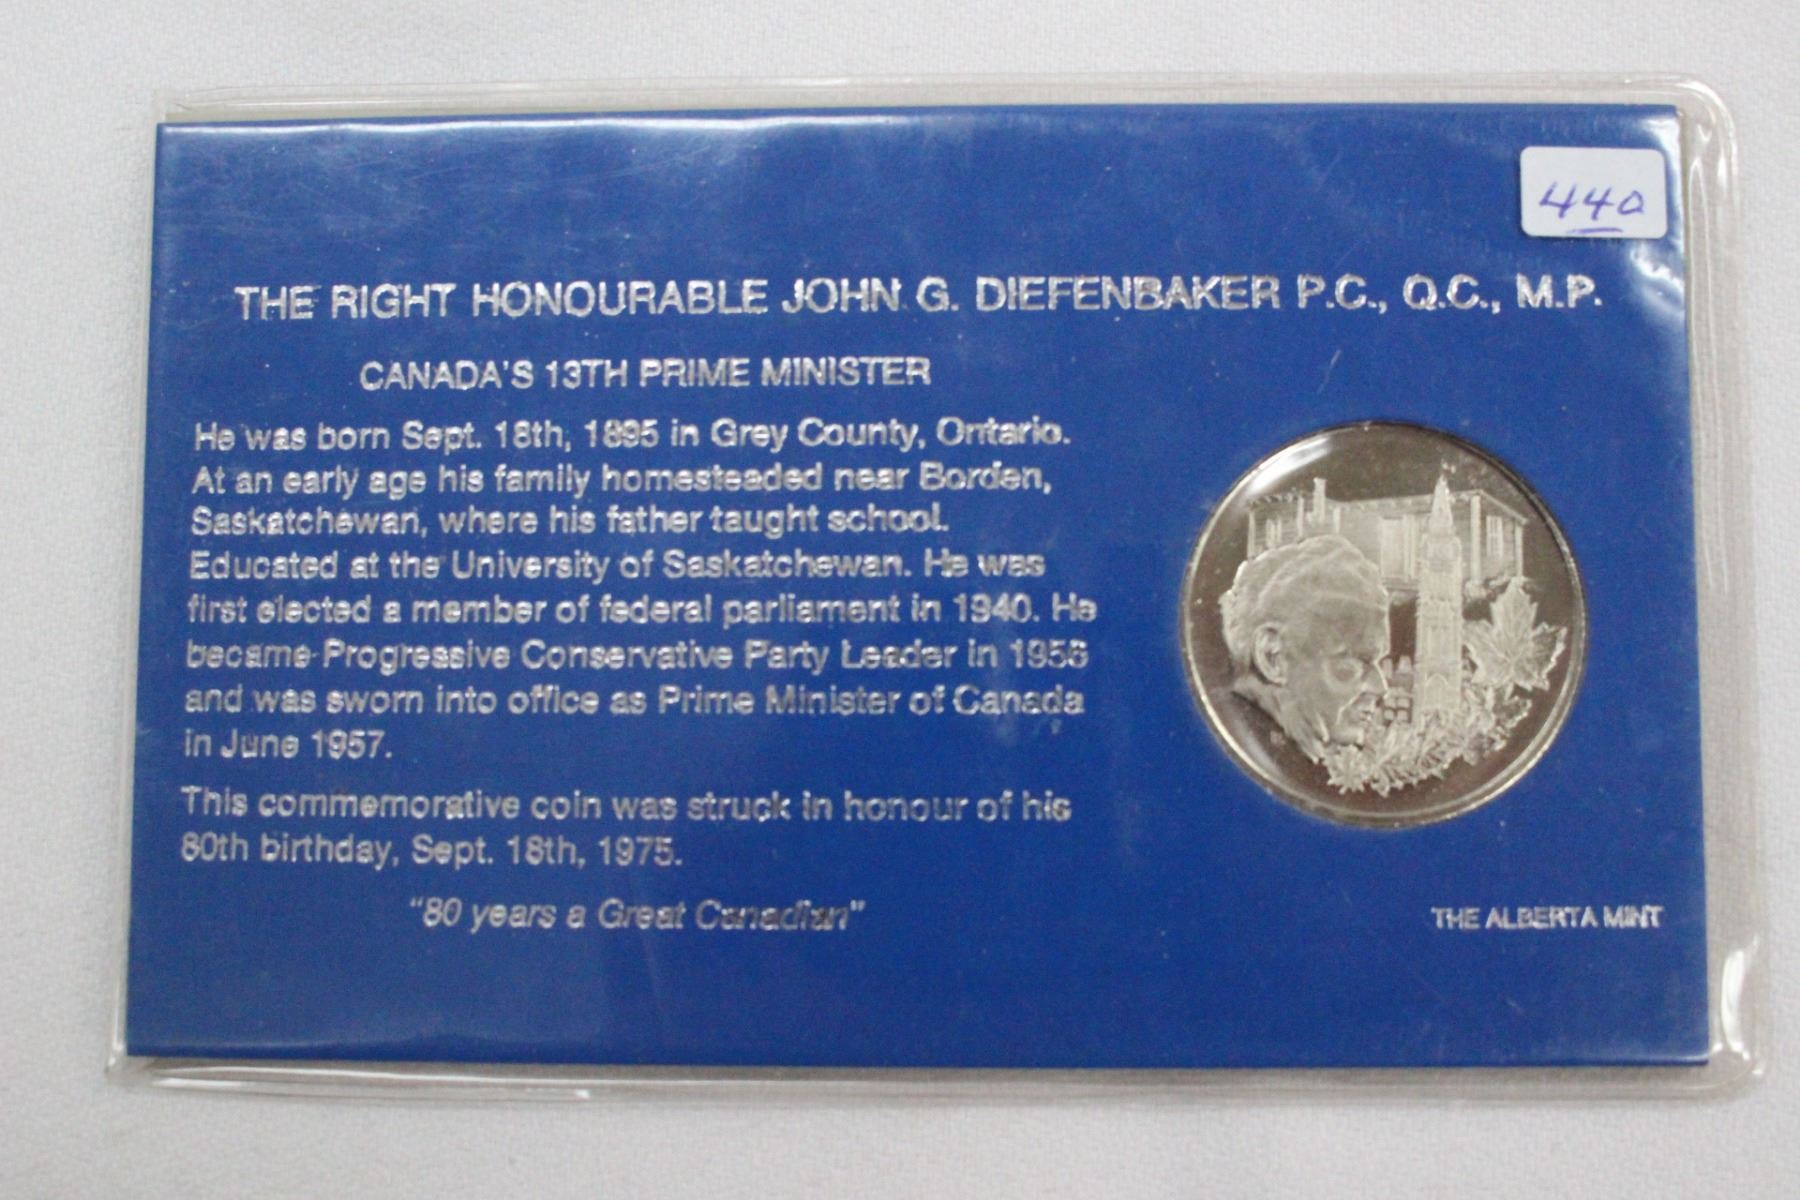 440
THE RIGHT HONOURABLE JOHN G. DIEFENBAKER P.C., Q.C., M.P.
CANADA'S 13TH PRIME MINISTER
He was born Sept. 18th, 1895 in Grey County, Ontario.
At an early age his family homesteaded near Borden,
Saskatchewan, where his father taught school.
Educated at the University of Saskatchewan. He was
first elected a member of federal parliament in 1940. He
became Progressive Conservative Party Leader in 1956
and was sworn into office as Prime Minister of Canada
in June 1957.
This commemorative coin was struck in honour of his
80th birthday, Sept. 18th, 1975.
"80 years a Great Canadian"
THE ALBERTA MINT